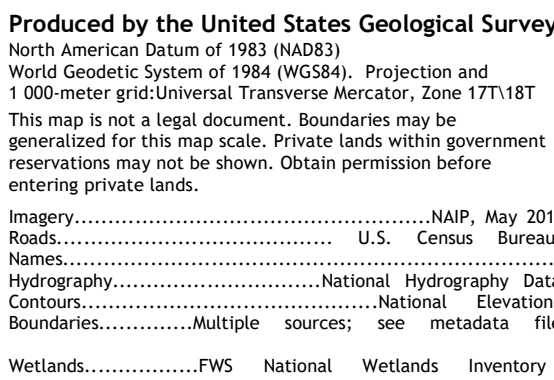 Produced by the United States Geological Survey
North American Datum of 1983 (NAD83)
World Geodetic System of 1984 (WGS84). Projection and
1 000-meter grid:Universal Transverse Mercator, Zone 17T\18T
This map is not a legal document. Boundaries may be
generalized for this map scale. Private lands within government
reservations may not be shown. Obtain permission before
entering private lands.
Imagery....................................................NAIP, May 201
Roads........................................ U.S. Census Bureau
Names........................................................................
Hydrography..............................National Hydrography Data
Contours...........................................National Elevation
Boundaries..............Multiple sources; see metadata file
Wetlands.................FWS National Wetlands Inventory